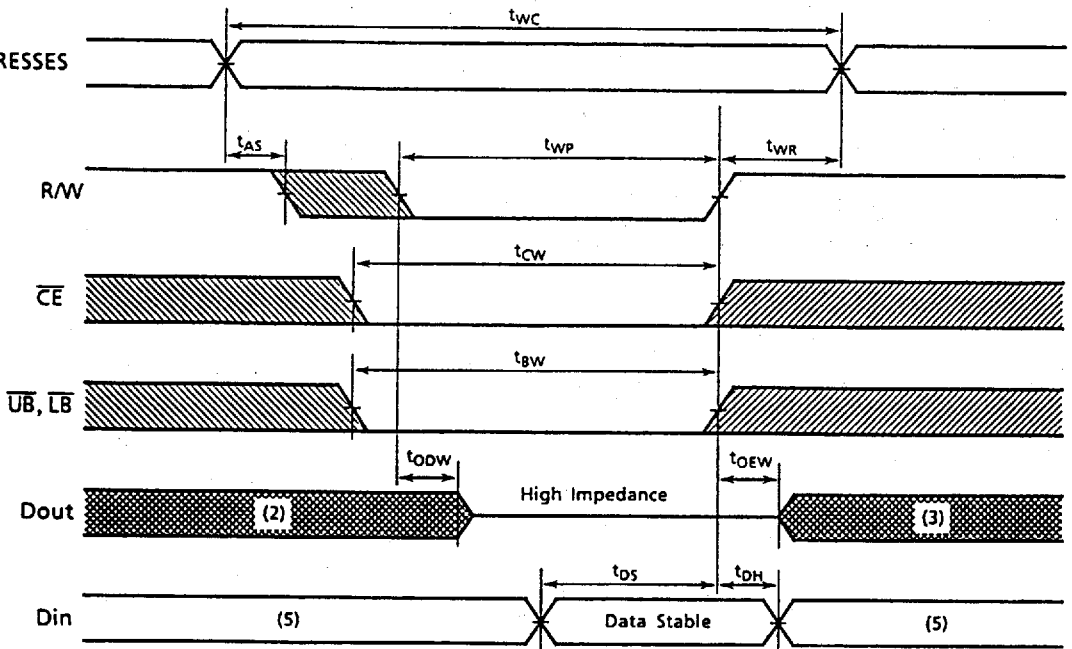 tWC
RESSES
tAS
tWP
tWR
R/W
tCW
CE
tBW
UB, LB
tODW
tOEW
High Impedance
Dout
(2)
(3)
tDS
tDH
Din
(5)
Data Stable
(5)